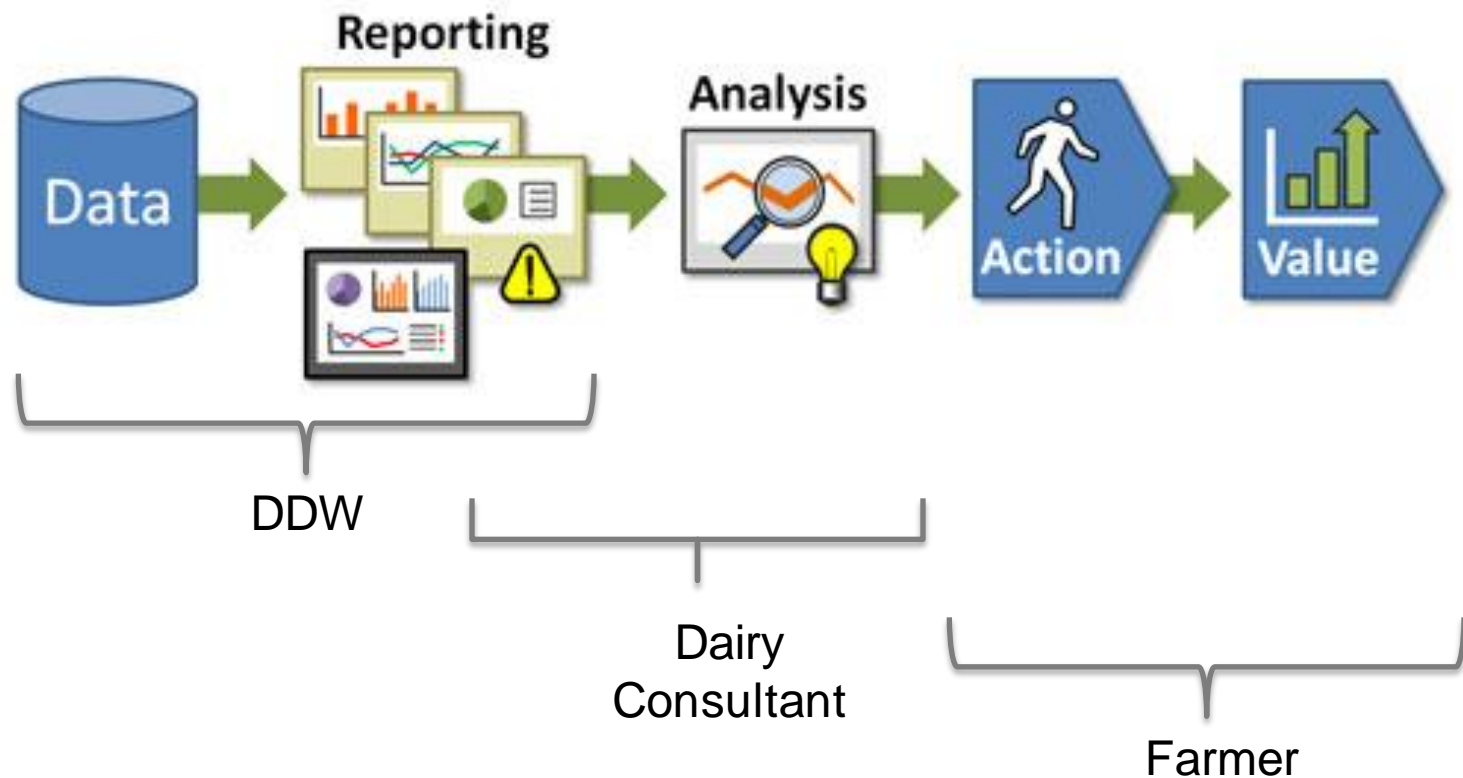 Reporting
Analysis
Data
Action
Value
DDW
Dairy
Consultant
Farmer